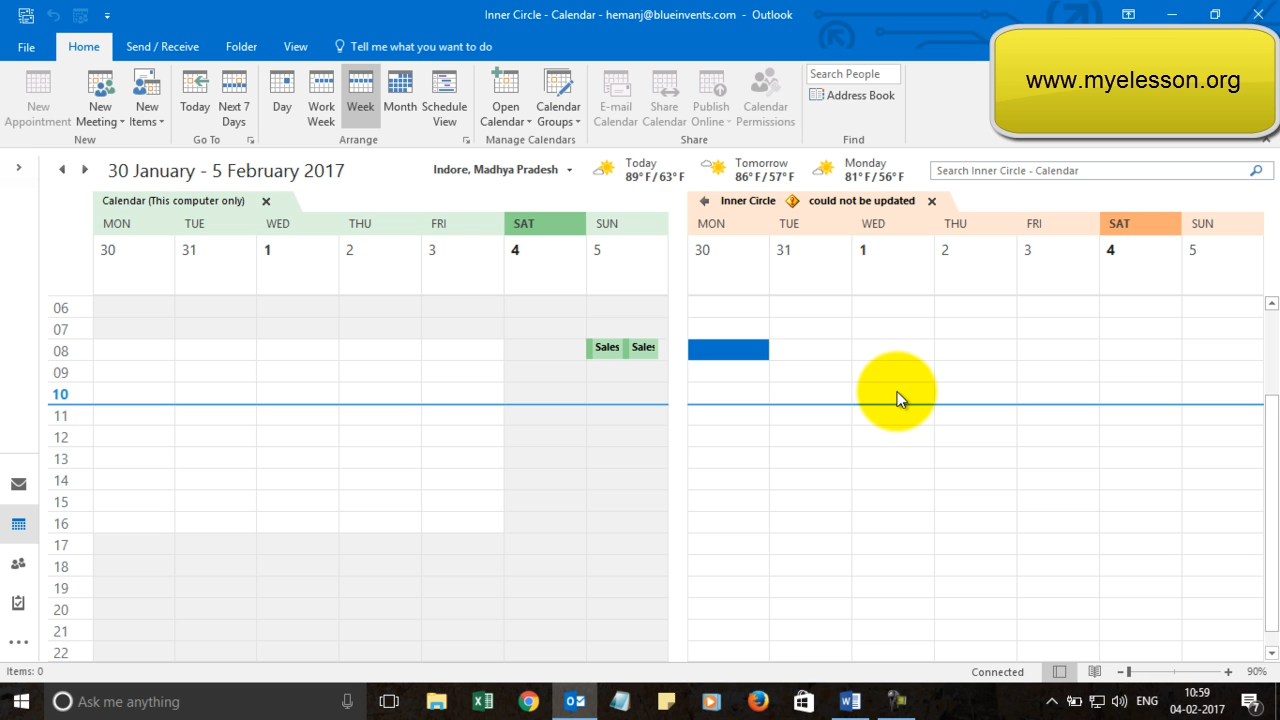 Inner Circle - Calendar - hemanj@blueinvents.com - Outlook
File Home Send / Receive Folder View Tell me what you want to do
www.myelesson.org
New Appointment
New Meeting
New Items
Today
Next 7 Days
Day
Work Week
Week
Month
Schedule View
Open Calendar
Calendar Groups
E-mail Calendar
Share Calendar
Publish Online
Calendar Permissions
Search People
Address Book
New Go To Arrange Manage Calendars Share Find
30 January - 5 February 2017
Indore, Madhya Pradesh
Today
89° F / 63° F
Tomorrow
86° F / 57° F
Monday
81° F / 56° F
Search Inner Circle - Calendar
Calendar (This computer only)
Inner Circle could not be updated
MON TUE WED THU FRI SAT SUN
MON TUE WED THU FRI SAT SUN
30 31 1 2 3 4 5
30 31 1 2 3 4 5
06
07
08 Sales Sales
09
10
11
12
13
14
15
16
17
18
19
20
21
22
Items: 0
Connected
90%
Ask me anything
ENG
10:59
04-02-2017
7